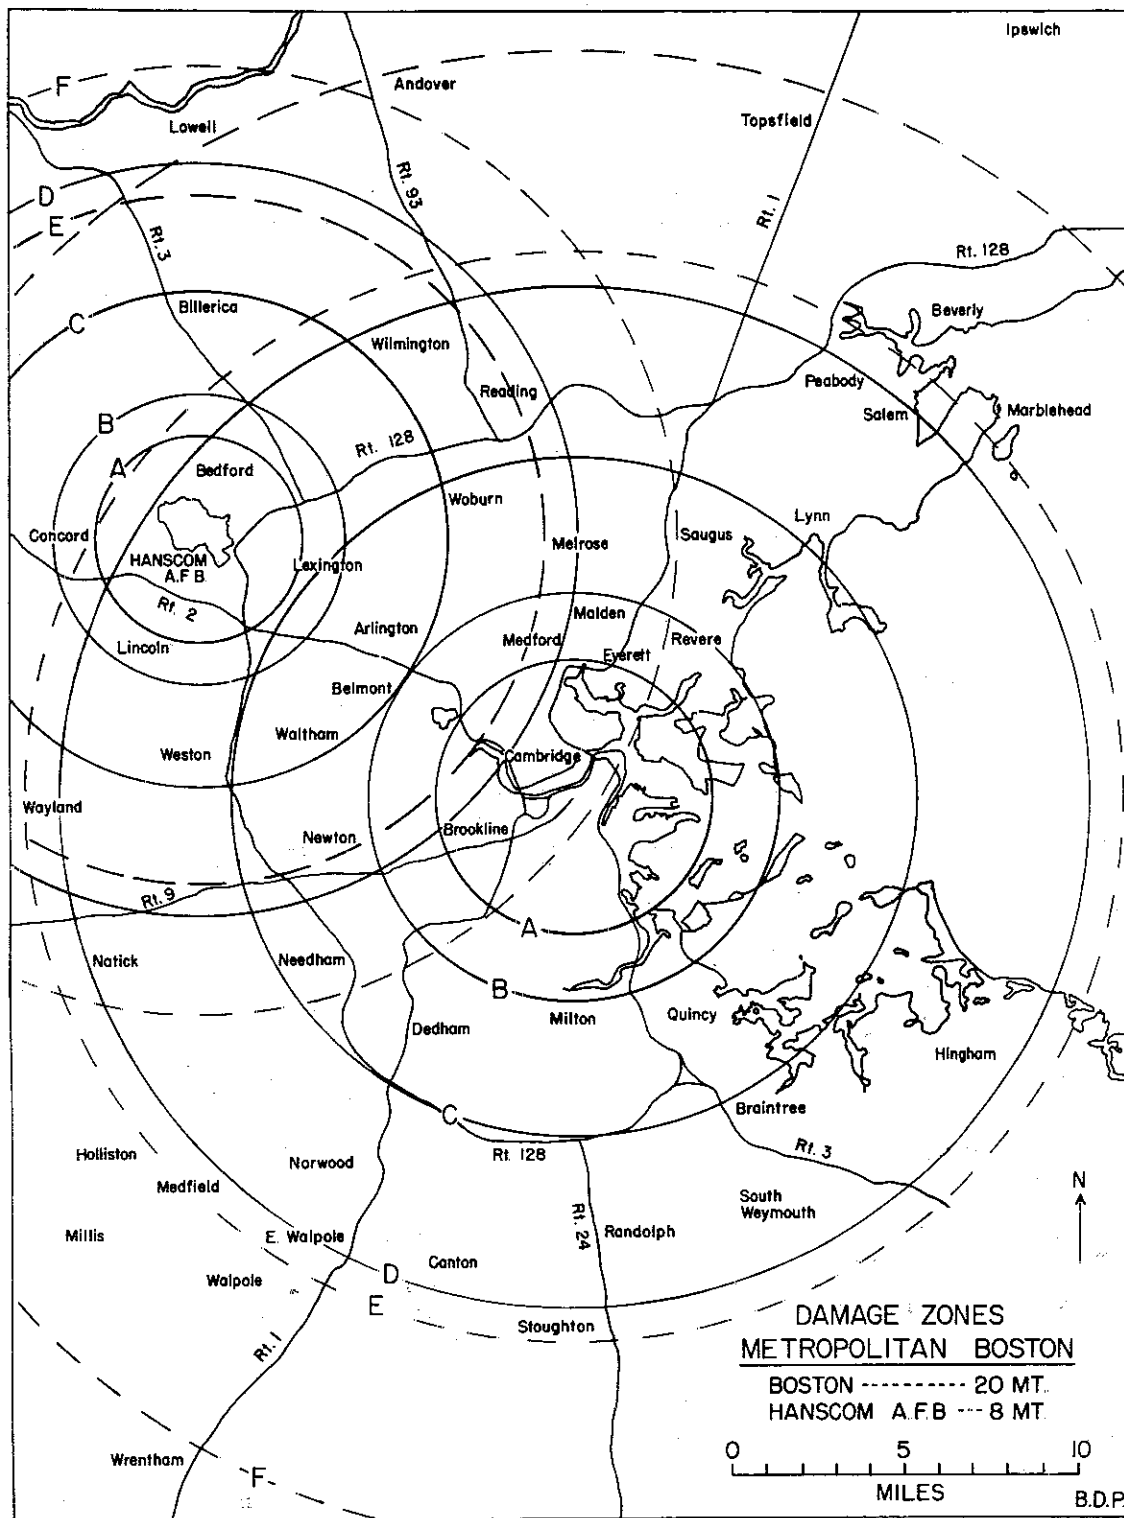 Ipswich
F
Andover
Topsfield
Lowell
Rt. 93
Rt. 1
D
E
Rt. 3
Rt. 128
Billerica
Beverly
C
Wilmington
Peabody
Reading
Salem
Marblehead
B
Rt. 128
A
Bedford
Woburn
Lynn
Concord
Saugus
Melrose
HANSCOM
A.F B.
Lexington
Rt. 2
Malden
Arlington
Lincoln
Medford
Revere
Everett
Belmont
Waltham
Weston
Cambridge
Wayland
Newton
Brookline
Rt. 9
A
Natick
Needham
B
Milton
Quincy
Dedham
Hingham
C
Braintree
Rt. 128
Rt. 3
Holliston
Norwood
Medfield
South
Weymouth
Rt. 24
Randolph
Millis
E. Walpole
Canton
D
Walpole
E
Stoughton
Rt. 1
Wrentham
F
N
DAMAGE ZONES
METROPOLITAN BOSTON
BOSTON ---------- 20 MT.
HANSCOM A.F.B --- 8 MT.
0 5 10
MILES
B.D.P.